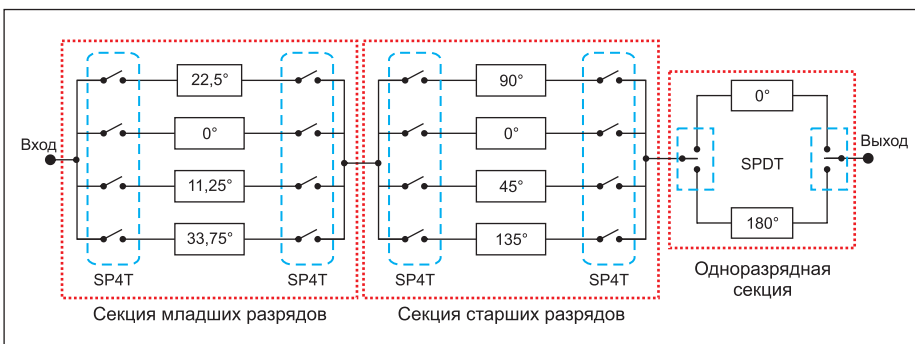 Вход
22,5°
0°
11,25°
33,75°
SP4T
SP4T
Секция младших разрядов
90°
0°
45°
135°
SP4T
SP4T
Секция старших разрядов
0°
SPDT
180°
Выход
Одноразрядная
секция